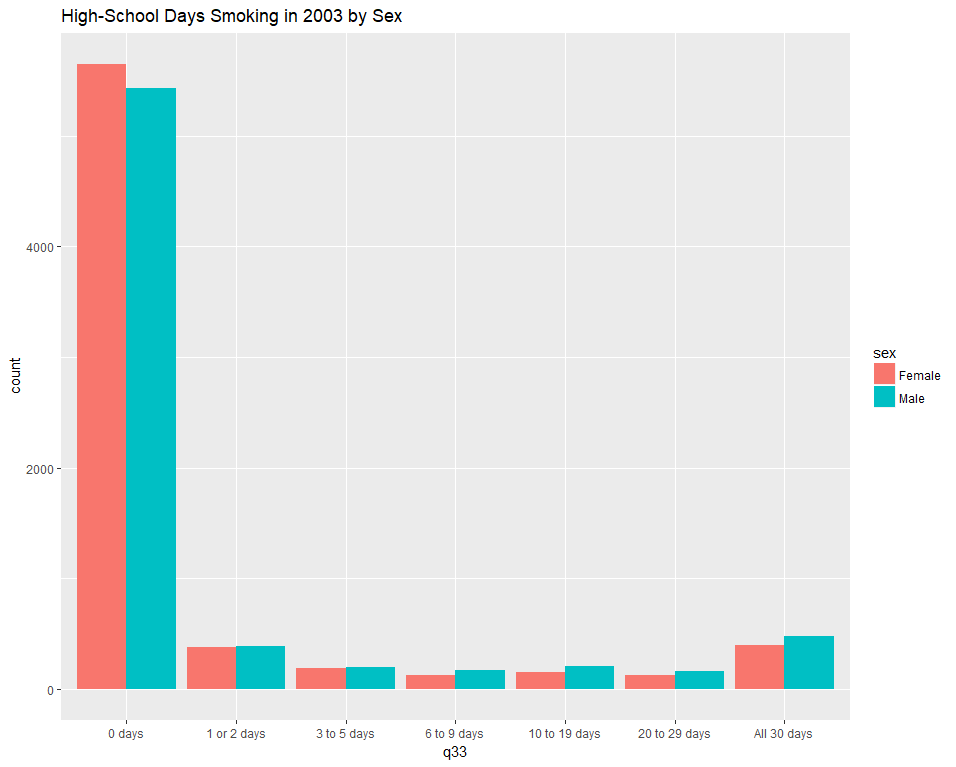 High-School Days Smoking in 2003 by Sex
count
4000
2000
0
0 days
1 or 2 days
3 to 5 days
6 to 9 days
10 to 19 days
20 to 29 days
All 30 days
q33
sex
Female
Male